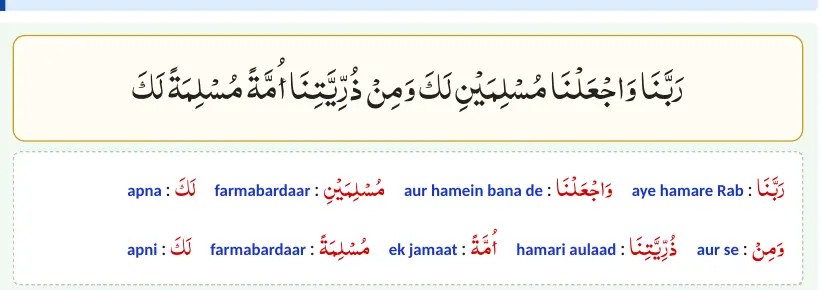 رَبَّنَا وَاجْعَلْنَا مُسْلِمَيْنِ لَكَ وَمِنْ ذُرِّيَّتِنَا اُمَّةً مُسْلِمَةً لَكَ
رَبَّنَا : aye hamare Rab وَاجْعَلْنَا : aur hamein bana de مُسْلِمَيْنِ : farmabardaar لَكَ : apna
وَمِنْ : aur se ذُرِّيَّتِنَا : hamari aulaad اُمَّةً : ek jamaat مُسْلِمَةً : farmabardaar لَكَ : apni